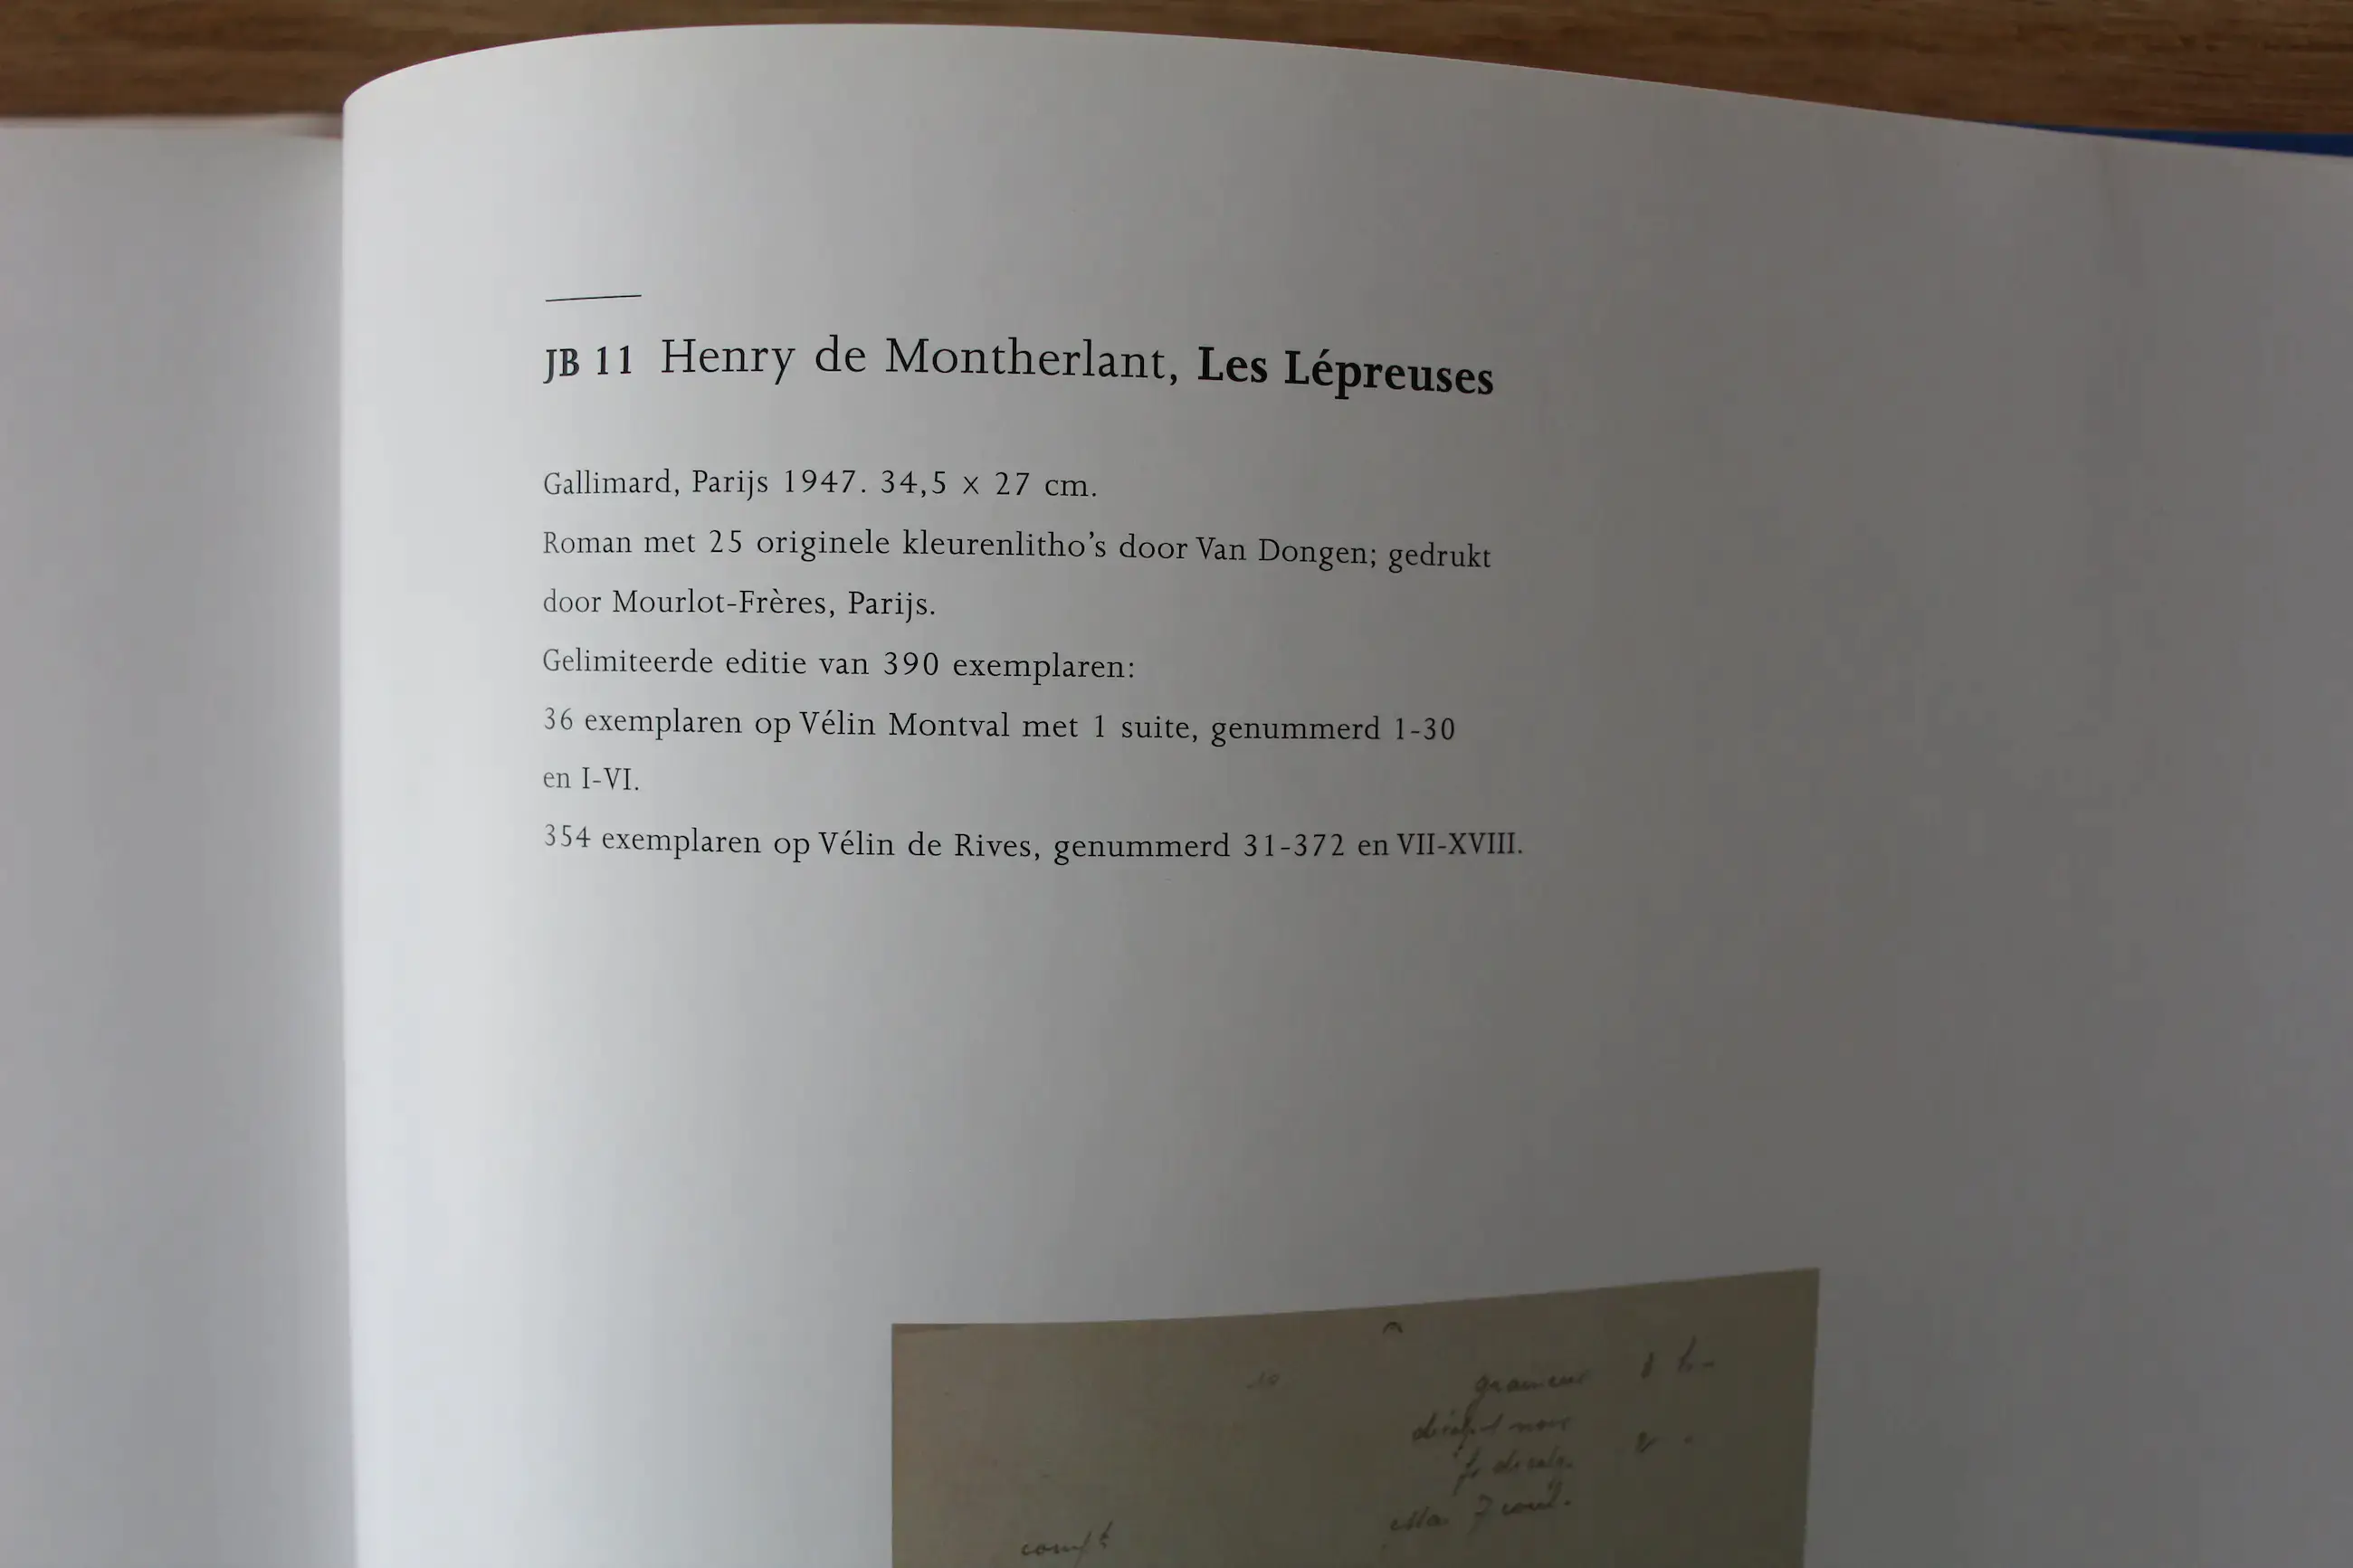 JB 11 Henry de Montherlant, Les Lépreuses
Gallimard, Parijs 1947. 34,5 × 27 cm.
Roman met 25 originele kleurenlitho's door Van Dongen; gedrukt
door Mourlot-Frères, Parijs.
Gelimiteerde editie van 390 exemplaren:
36 exemplaren op Vélin Montval met 1 suite, genummerd 1-30
en I-VI.
354 exemplaren op Vélin de Rives, genummerd 31-372 en VII-XVIII.